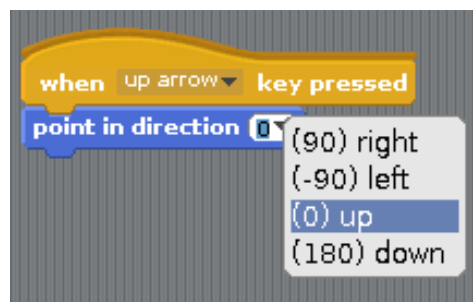 when up arrow key pressed
point in direction 0
(90) right
(-90) left
(0) up
(180) down